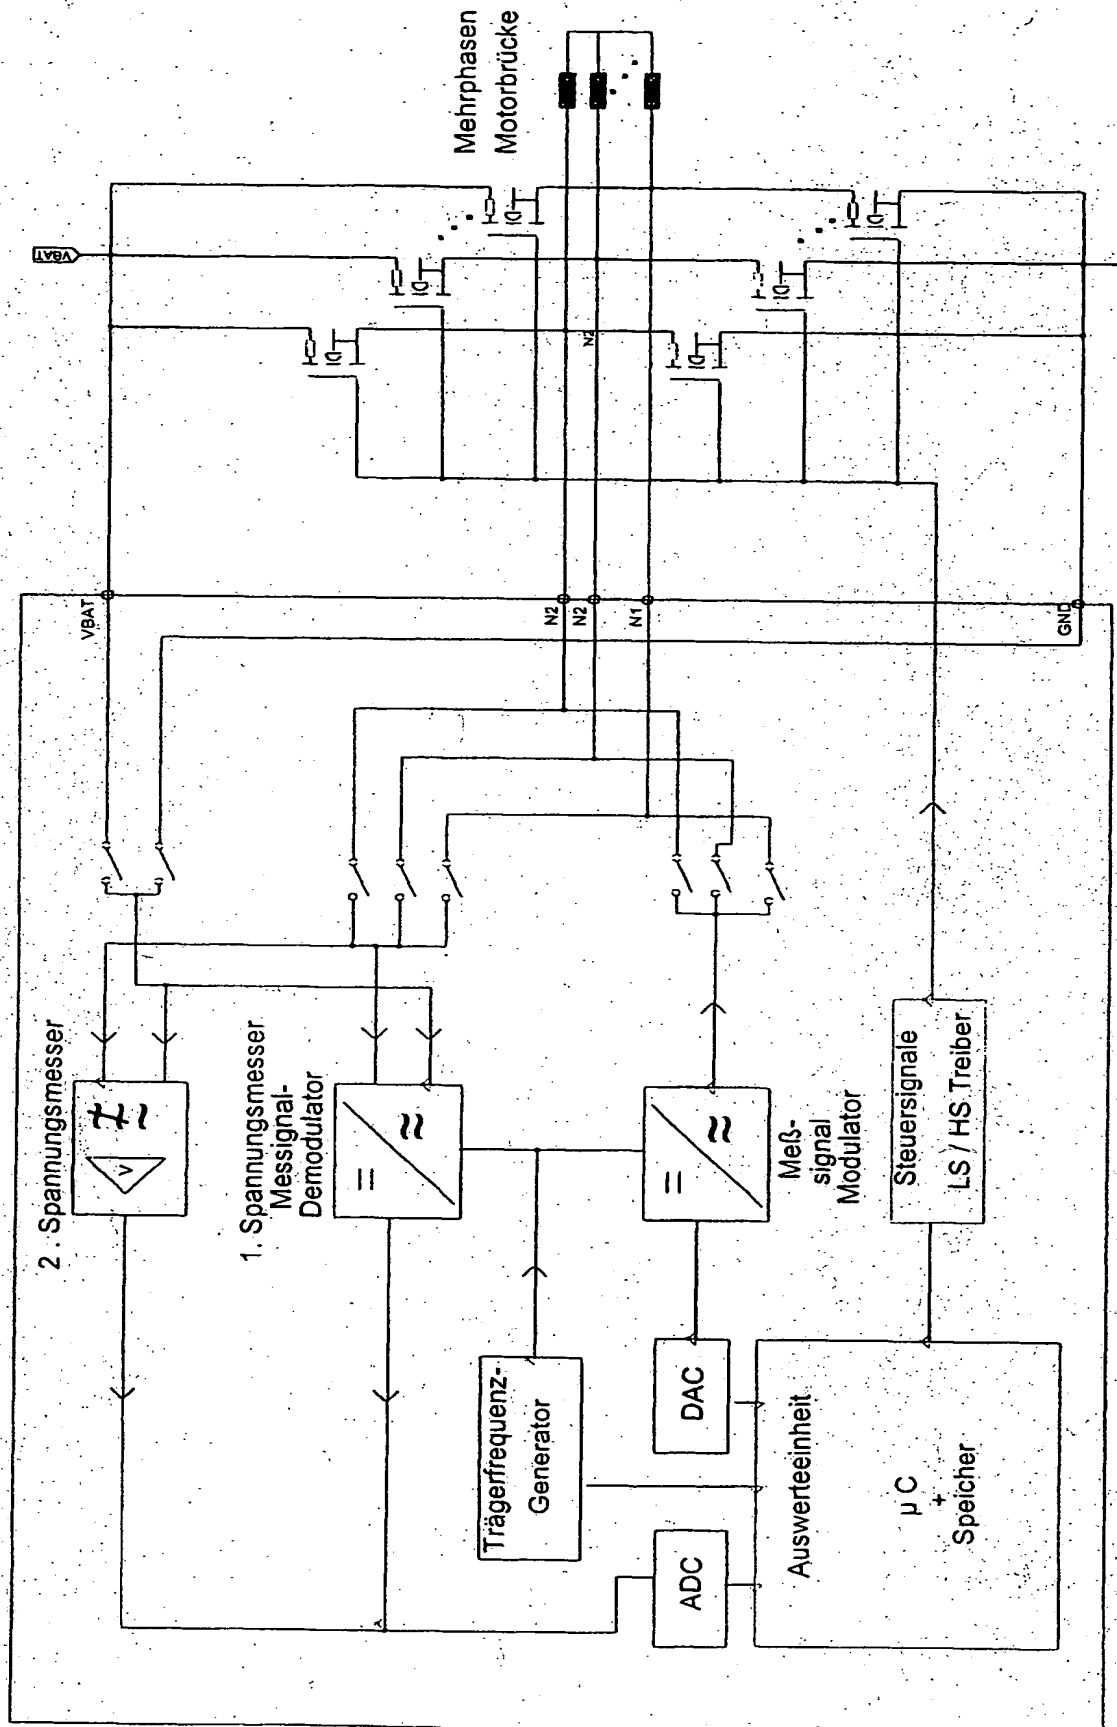 2 . Spannungsmesser
V
1. Spannungsmesser
Messignal-
Demodulator
=
≈
Trägerfrequenz-
Generator
=
≈
Meß-
signal
Modulator
ADC
DAC
Auswerteeinheit
µ C
+
Speicher
Steuersignale
LS / HS Treiber
VBAT
N2
N2
N1
GND
VBAT
N2
Mehrphasen
Motorbrücke